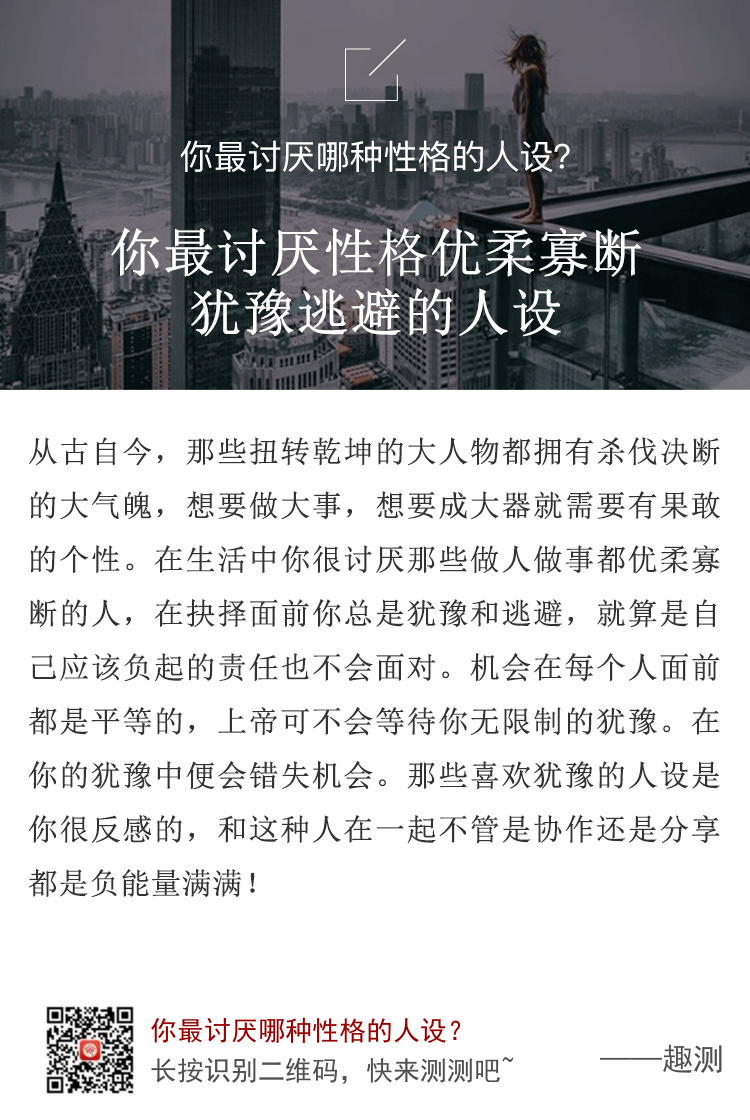 你最讨厌哪种性格的人设？
你最讨厌性格优柔寡断
犹豫逃避的人设
从古自今，那些扭转乾坤的大人物都拥有杀伐决断
的大气魄，想要做大事，想要成大器就需要有果敢
的个性。在生活中你很讨厌那些做人做事都优柔寡
断的人，在抉择面前你总是犹豫和逃避，就算是自
己应该负起的责任也不会面对。机会在每个人面前
都是平等的，上帝可不会等待你无限制的犹豫。在
你的犹豫中便会错失机会。那些喜欢犹豫的人设是
你很反感的，和这种人在一起不管是协作还是分享
都是负能量满满！
你最讨厌哪种性格的人设？
长按识别二维码，快来测测吧~
——趣测